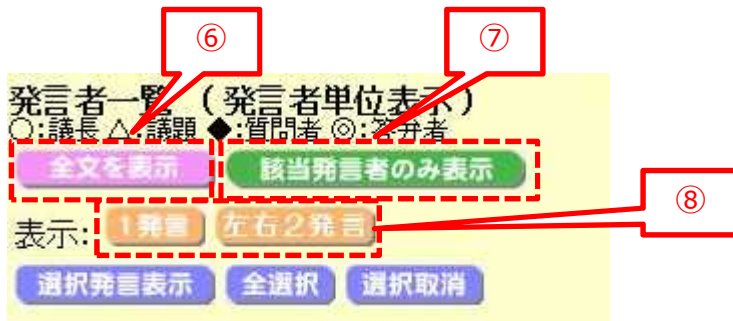 ⑥ ⑦
発言者一覧 (発言者単位表示)
○:議長 △:議題 ◆:質問者 ◎:答弁者
全文を表示 該当発言者のみ表示
⑧
表示: 1発言 左右2発言
選択発言表示 全選択 選択取消